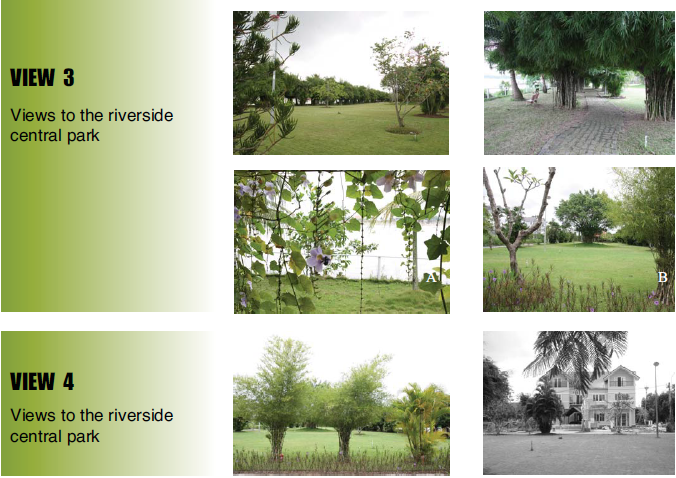 VIEW 3
Views to the riverside
central park
A
B
VIEW 4
Views to the riverside
central park